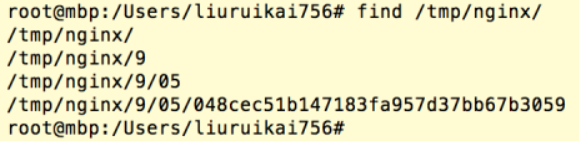 root@mbp:/Users/liuruikai756# find /tmp/nginx/
/tmp/nginx/
/tmp/nginx/9
/tmp/nginx/9/05
/tmp/nginx/9/05/048cec51b147183fa957d37bb67b3059
root@mbp:/Users/liuruikai756#